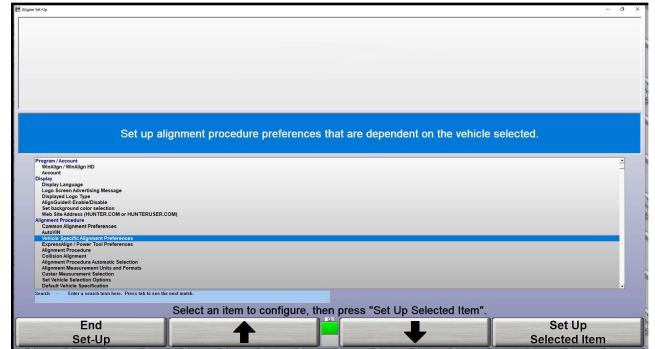 Aligner Set-Up
Set up alignment procedure preferences that are dependent on the vehicle selected.
Program / Account
WinAlign / WinAlign HD
Account
Display
Display Language
Logo Screen Advertising Message
Displayed Logo Type
AlignGuide® Enable/Disable
Set background color selection
Web Site Address (HUNTER.COM or HUNTERUSER.COM)
Alignment Procedure
Common Alignment Preferences
AutoVIN
Vehicle Specific Alignment Preferences
ExpressAlign / Power Tool Preferences
Alignment Procedure
Collision Alignment
Alignment Procedure Automatic Selection
Alignment Measurement Units and Formats
Caster Measurement Selection
Set Vehicle Selection Options
Default Vehicle Specification
Search Enter a search term here. Press tab to see the next match.
Select an item to configure, then press "Set Up Selected Item".
End
Set-Up
Set Up
Selected Item